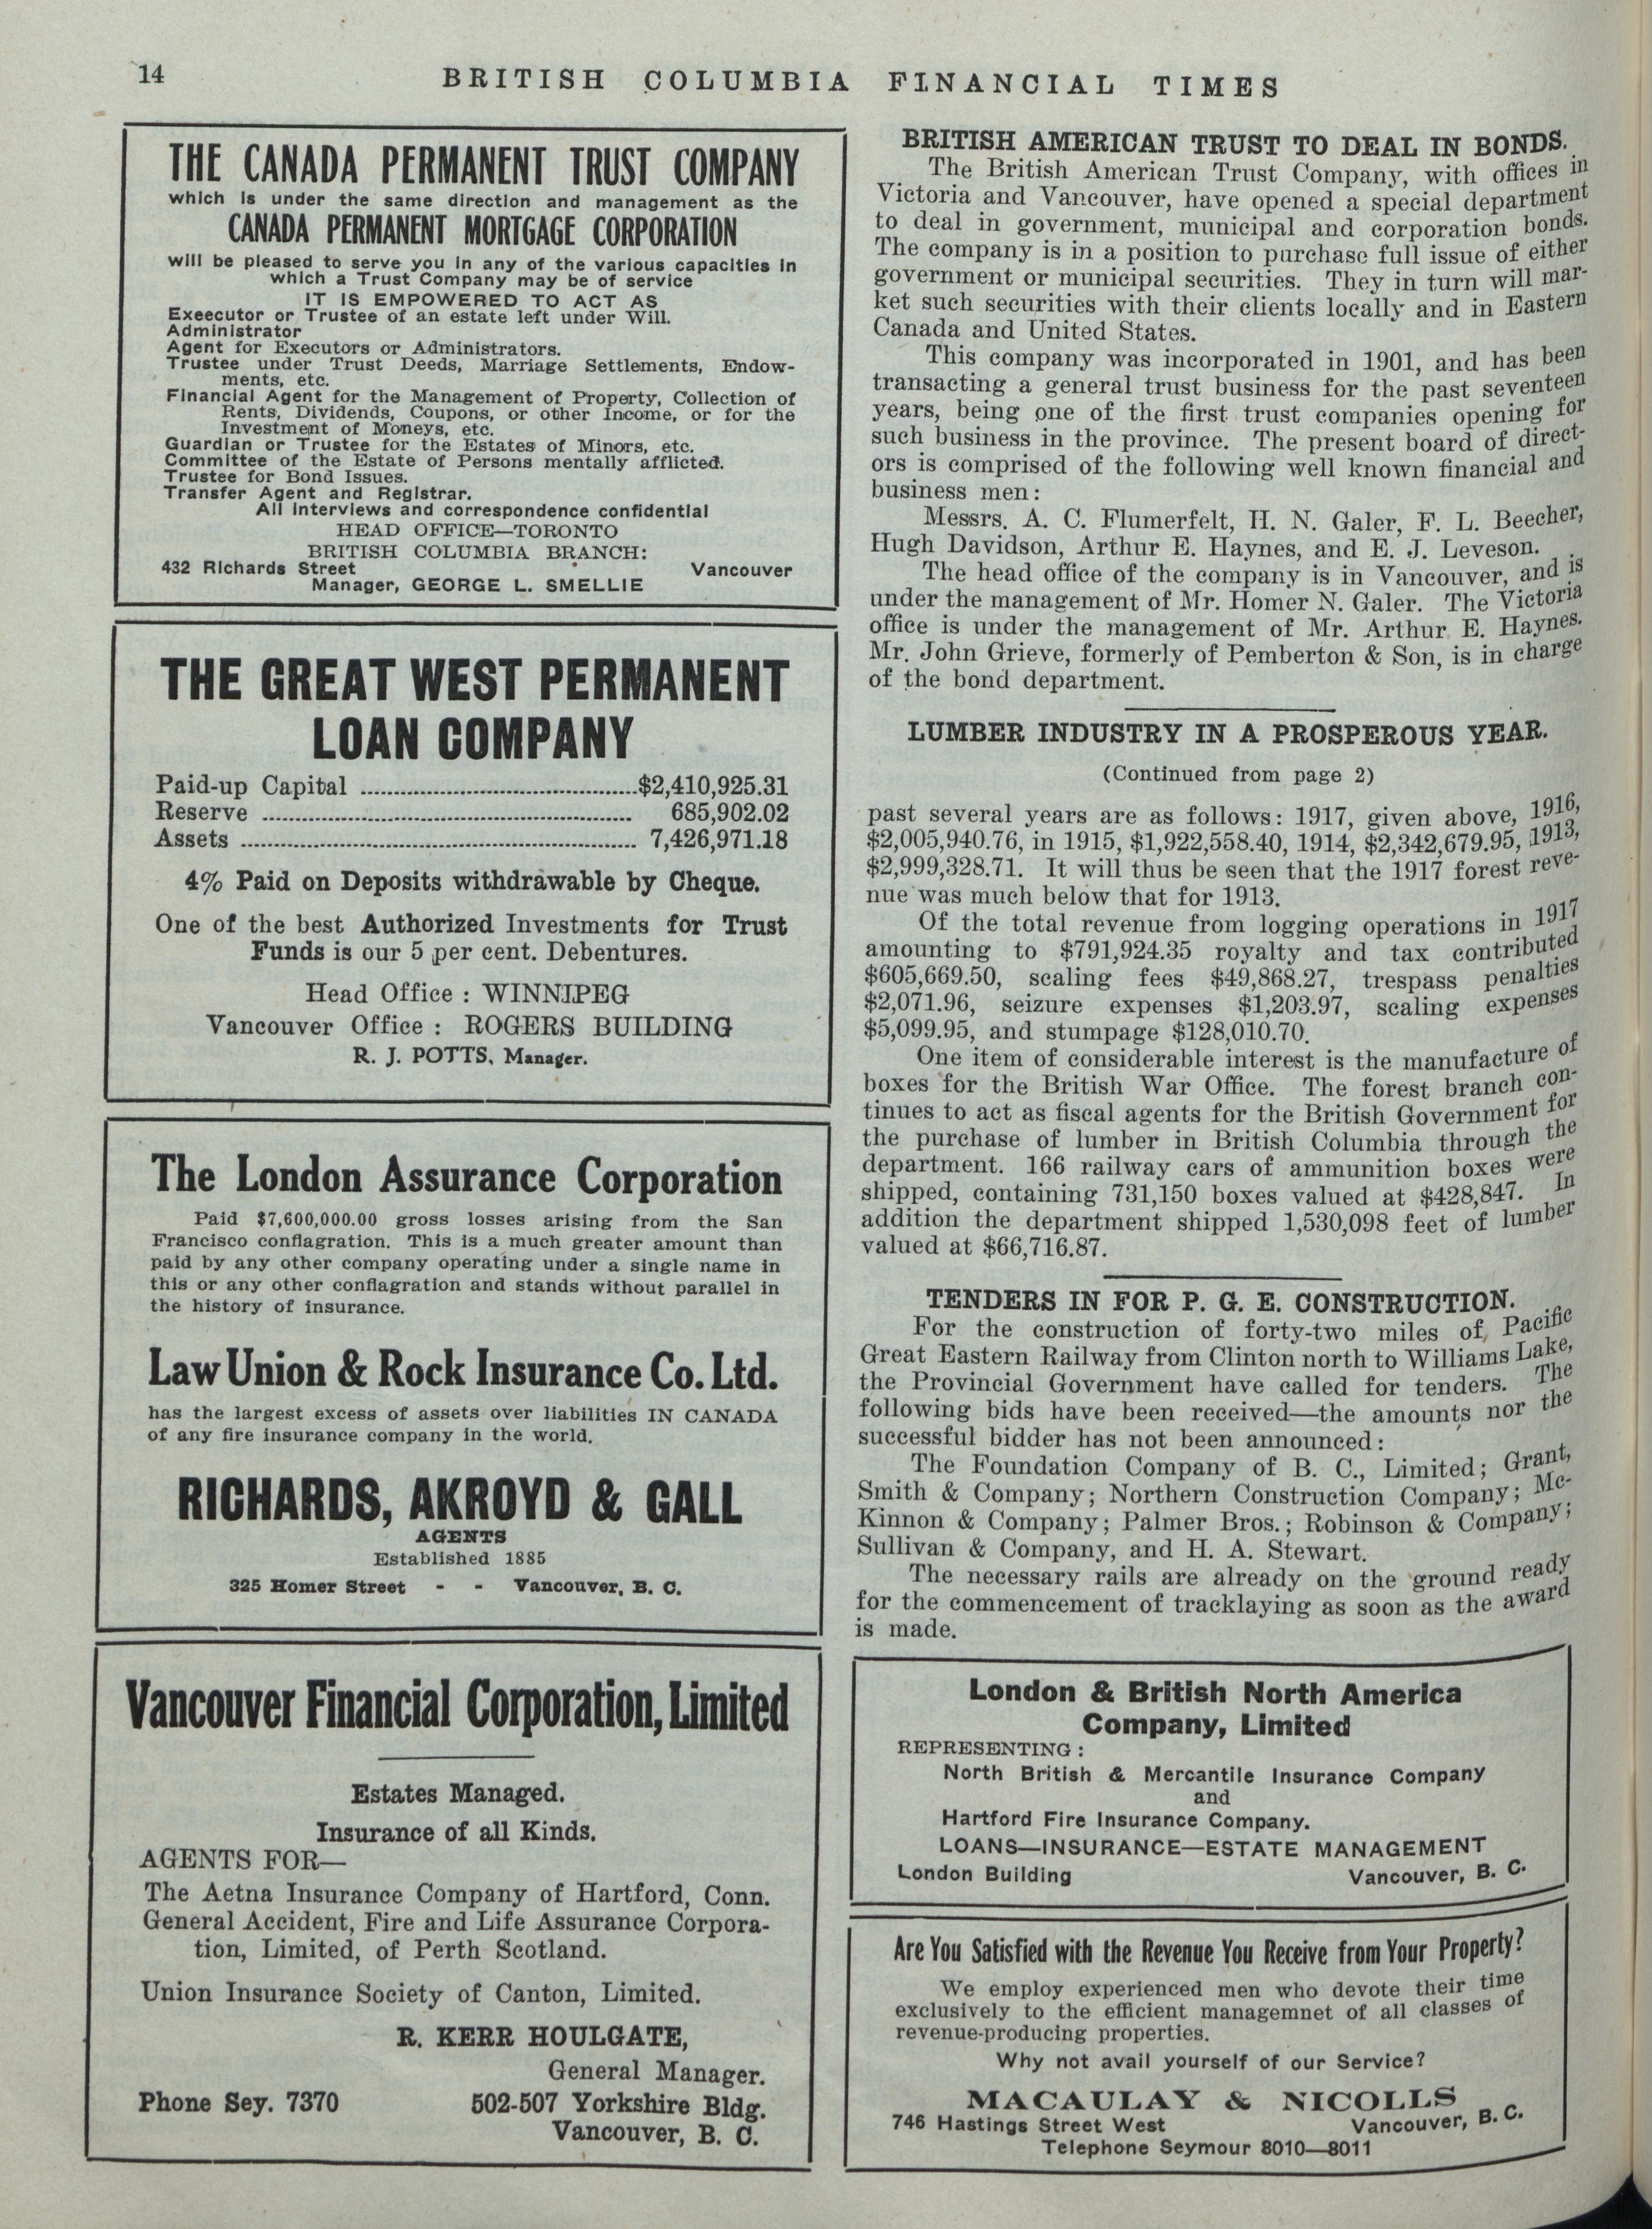 14
BRITISH COLUMBIA FINANCIAL TIMES
THE CANADA PERMANENT TRUST COMPANY
which is under the same direction and management as the
CANADA PERMANENT MORTGAGE CORPORATION
will be pleased to serve you in any of the various capacities in
which a Trust Company may be of service
IT IS EMPOWERED TO ACT AS
Exeecutor or Trustee of an estate left under Will.
Administrator
Agent for Executors or Administrators.
Trustee under Trust Deeds, Marriage Settlements, Endow-
ments, etc.
Financial Agent for the Management of Property, Collection of
Rents, Dividends, Coupons, or other Income, or for the
Investment of Moneys, etc.
Guardian or Trustee for the Estates of Minors, etc.
Committee of the Estate of Persons mentally afflicted.
Trustee for Bond Issues.
Transfer Agent and Registrar.
All interviews and correspondence confidential
HEAD OFFICE—TORONTO
BRITISH COLUMBIA BRANCH:
432 Richards Street Vancouver
Manager, GEORGE L. SMELLIE
THE GREAT WEST PERMANENT
LOAN COMPANY
Paid-up Capital ..........................................$2,410,925.31
Reserve ........................................................ 685,902.02
Assets ........................................................... 7,426,971.18
4% Paid on Deposits withdrawable by Cheque.
One of the best Authorized Investments for Trust
Funds is our 5 per cent. Debentures.
Head Office : WINNIPEG
Vancouver Office : ROGERS BUILDING
R. J. POTTS, Manager.
The London Assurance Corporation
Paid $7,600,000.00 gross losses arising from the San
Francisco conflagration. This is a much greater amount than
paid by any other company operating under a single name in
this or any other conflagration and stands without parallel in
the history of insurance.
Law Union & Rock Insurance Co. Ltd.
has the largest excess of assets over liabilities IN CANADA
of any fire insurance company in the world.
RICHARDS, AKROYD & GALL
AGENTS
Established 1885
325 Homer Street - - Vancouver, B. C.
Vancouver Financial Corporation, Limited
Estates Managed.
Insurance of all Kinds.
AGENTS FOR—
The Aetna Insurance Company of Hartford, Conn.
General Accident, Fire and Life Assurance Corpora-
tion, Limited, of Perth Scotland.
Union Insurance Society of Canton, Limited.
R. KERR HOULGATE,
General Manager.
Phone Sey. 7370 502-507 Yorkshire Bldg.
Vancouver, B. C.
BRITISH AMERICAN TRUST TO DEAL IN BONDS.
The British American Trust Company, with offices in
Victoria and Vancouver, have opened a special department
to deal in government, municipal and corporation bonds.
The company is in a position to purchase full issue of either
government or municipal securities. They in turn will mar-
ket such securities with their clients locally and in Eastern
Canada and United States.
This company was incorporated in 1901, and has been
transacting a general trust business for the past seventeen
years, being one of the first trust companies opening for
such business in the province. The present board of direct-
ors is comprised of the following well known financial and
business men:
Messrs. A. C. Flumerfelt, H. N. Galer, F. L. Beecher,
Hugh Davidson, Arthur E. Haynes, and E. J. Leveson.
The head office of the company is in Vancouver, and is
under the management of Mr. Homer N. Galer. The Victoria
office is under the management of Mr. Arthur E. Haynes.
Mr. John Grieve, formerly of Pemberton & Son, is in charge
of the bond department.
LUMBER INDUSTRY IN A PROSPEROUS YEAR.
(Continued from page 2)
past several years are as follows: 1917, given above, 1916,
$2,005,940.76, in 1915, $1,922,558.40, 1914, $2,342,679.95, 1913,
$2,999,328.71. It will thus be seen that the 1917 forest reve-
nue was much below that for 1913.
Of the total revenue from logging operations in 1917
amounting to $791,924.35 royalty and tax contributed
$605,669.50, scaling fees $49,868.27, trespass penalties
$2,071.96, seizure expenses $1,203.97, scaling expenses
$5,099.95, and stumpage $128,010.70.
One item of considerable interest is the manufacture of
boxes for the British War Office. The forest branch con-
tinues to act as fiscal agents for the British Government for
the purchase of lumber in British Columbia through the
department. 166 railway cars of ammunition boxes were
shipped, containing 731,150 boxes valued at $428,847. In
addition the department shipped 1,530,098 feet of lumber
valued at $66,716.87.
TENDERS IN FOR P. G. E. CONSTRUCTION.
For the construction of forty-two miles of Pacific
Great Eastern Railway from Clinton north to Williams Lake,
the Provincial Government have called for tenders. The
following bids have been received—the amounts nor the
successful bidder has not been announced:
The Foundation Company of B. C., Limited; Grant,
Smith & Company; Northern Construction Company; Mc-
Kinnon & Company; Palmer Bros.; Robinson & Company;
Sullivan & Company, and H. A. Stewart.
The necessary rails are already on the ground ready
for the commencement of tracklaying as soon as the award
is made.
London & British North America
Company, Limited
REPRESENTING :
North British & Mercantile Insurance Company
and
Hartford Fire Insurance Company.
LOANS—INSURANCE—ESTATE MANAGEMENT
London Building Vancouver, B. C.
Are You Satisfied with the Revenue You Receive from Your Property?
We employ experienced men who devote their time
exclusively to the efficient managemnet of all classes of
revenue-producing properties.
Why not avail yourself of our Service?
MACAULAY & NICOLLS
746 Hastings Street West Vancouver, B. C.
Telephone Seymour 8010—8011